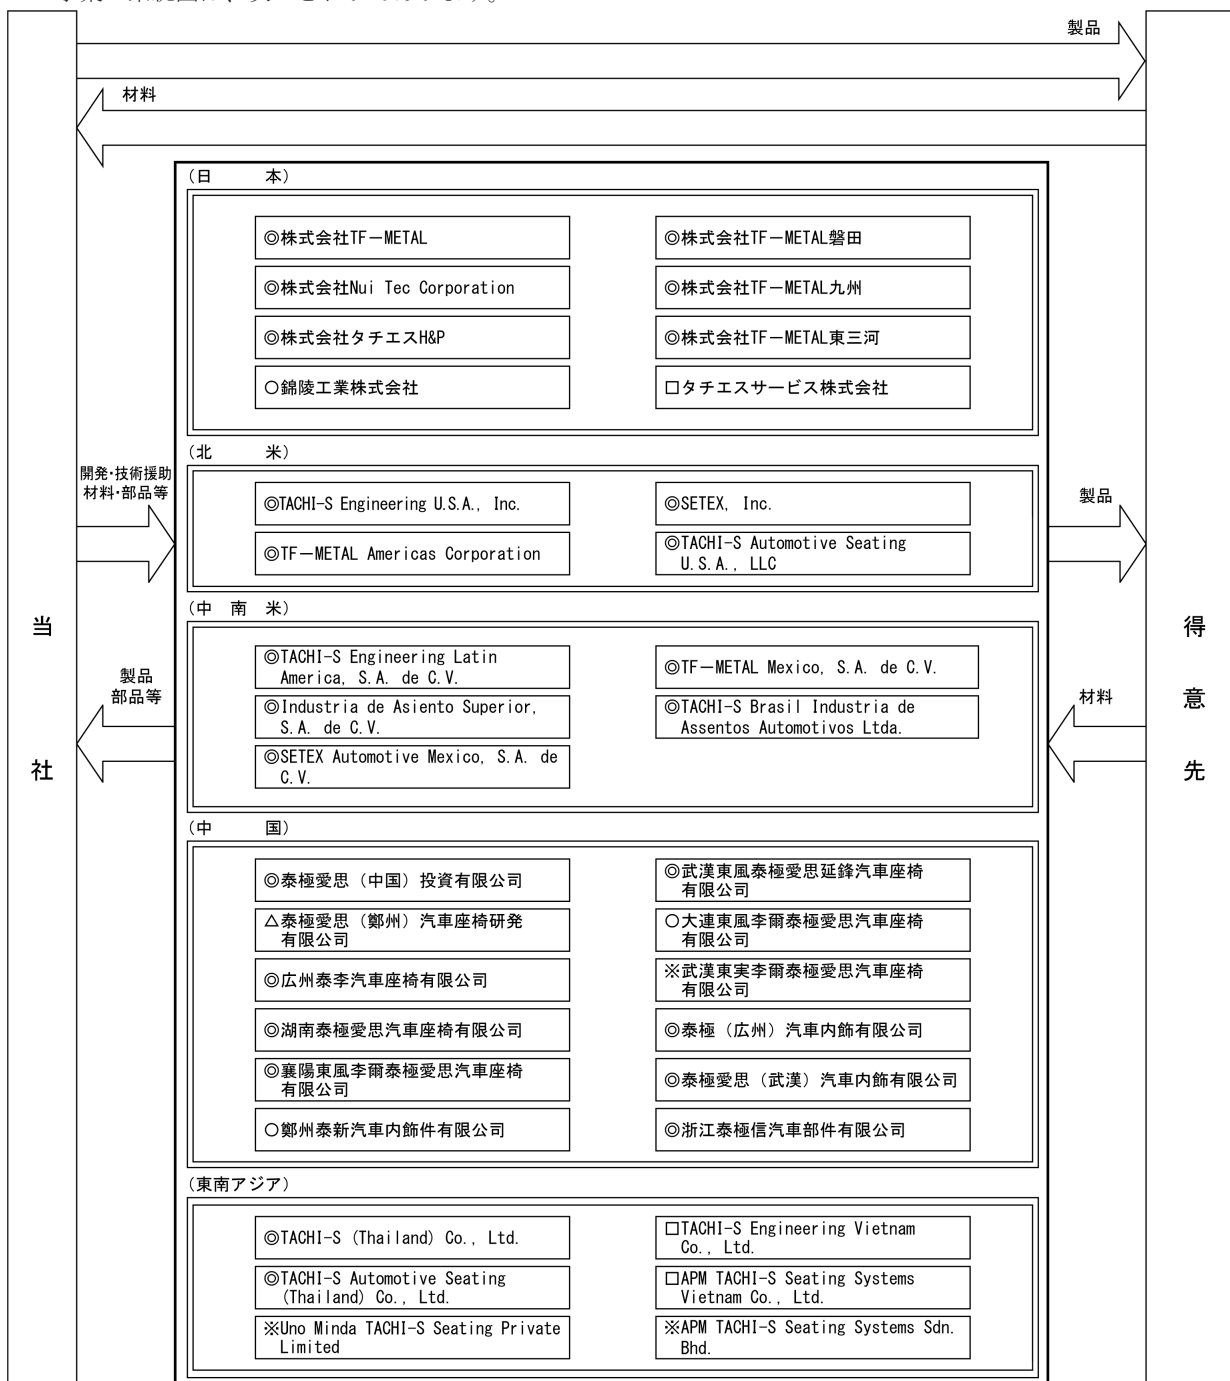 製品
材料
(日 本)
◎株式会社TF－METAL
◎株式会社TF－METAL磐田
◎株式会社Nui Tec Corporation
◎株式会社TF－METAL九州
◎株式会社タチエスH&P
◎株式会社TF－METAL東三河
○錦陵工業株式会社
□タチエスサービス株式会社
(北 米)
開発･技術援助
材料･部品等
◎TACHI-S Engineering U.S.A., Inc.
◎SETEX, Inc.
製品
◎TF－METAL Americas Corporation
◎TACHI-S Automotive Seating
U.S.A., LLC
(中 南 米)
当
社
得
意
先
◎TACHI-S Engineering Latin
America, S.A. de C.V.
◎TF－METAL Mexico, S.A. de C.V.
製品
部品等
◎Industria de Asiento Superior,
S.A. de C.V.
◎TACHI-S Brasil Industria de
Assentos Automotivos Ltda.
材料
◎SETEX Automotive Mexico, S.A. de
C.V.
(中 国)
◎泰極愛思（中国）投資有限公司
◎武漢東風泰極愛思延鋒汽車座椅
有限公司
△泰極愛思（鄭州）汽車座椅研発
有限公司
○大連東風李爾泰極愛思汽車座椅
有限公司
◎広州泰李汽車座椅有限公司
※武漢東実李爾泰極愛思汽車座椅
有限公司
◎湖南泰極愛思汽車座椅有限公司
◎泰極（広州）汽車内飾有限公司
◎襄陽東風李爾泰極愛思汽車座椅
有限公司
◎泰極愛思（武漢）汽車内飾有限公司
○鄭州泰新汽車内飾件有限公司
◎浙江泰極信汽車部件有限公司
(東南アジア)
◎TACHI-S (Thailand) Co., Ltd.
□TACHI-S Engineering Vietnam
Co., Ltd.
◎TACHI-S Automotive Seating
(Thailand) Co., Ltd.
□APM TACHI-S Seating Systems
Vietnam Co., Ltd.
※Uno Minda TACHI-S Seating Private
Limited
※APM TACHI-S Seating Systems Sdn.
Bhd.